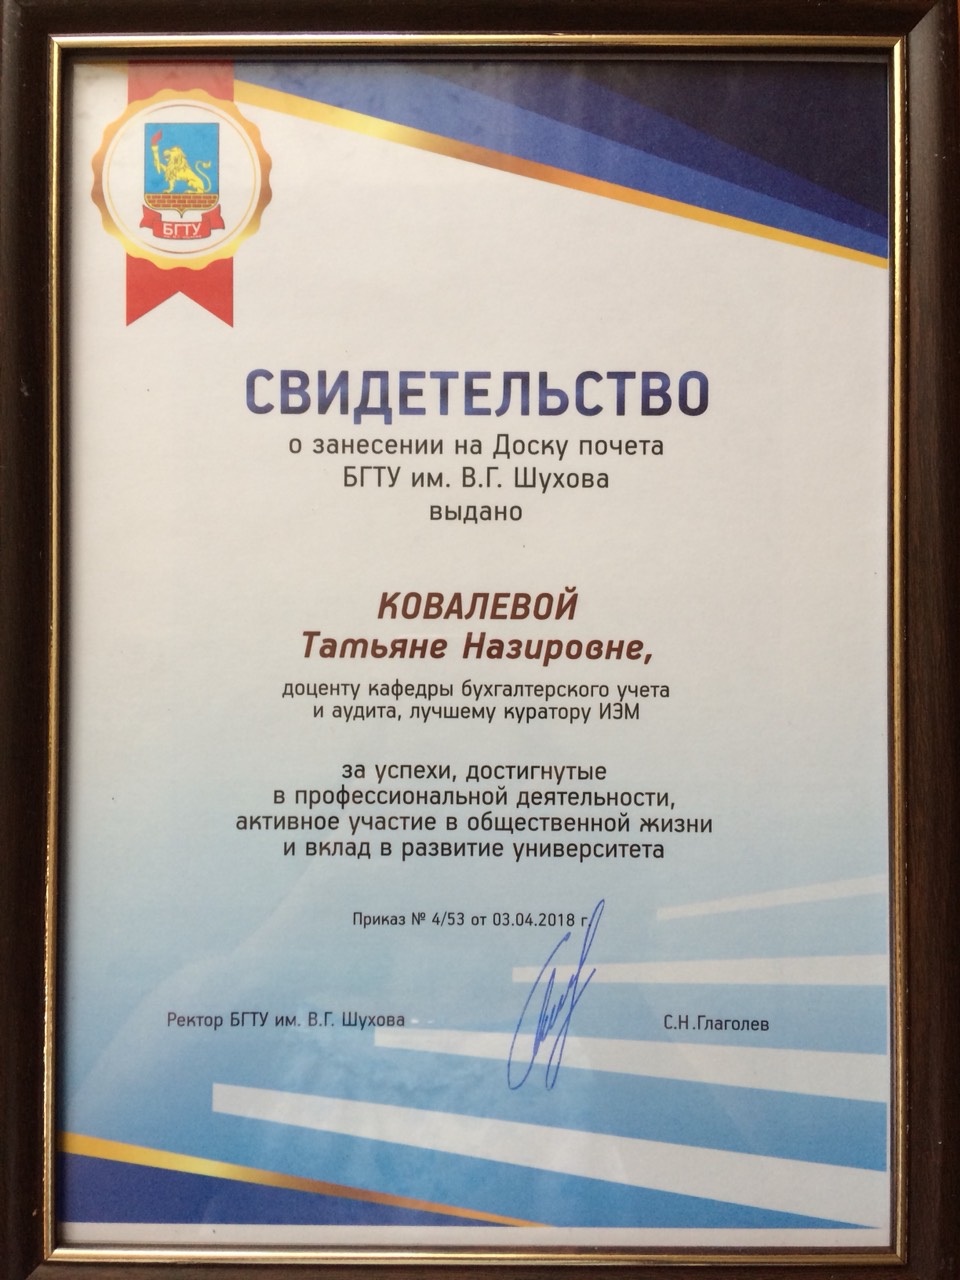 БГТУ
СВИДЕТЕЛЬСТВО
о занесении на Доску почета
БГТУ им. В.Г. Шухова
выдано
КОВАЛЕВОЙ
Татьяне Назировне,
доценту кафедры бухгалтерского учета
и аудита, лучшему куратору ИЭМ
за успехи, достигнутые
в профессиональной деятельности,
активное участие в общественной жизни
и вклад в развитие университета
Приказ № 4/53 от 03.04.2018 г.
Ректор БГТУ им. В.Г. Шухова
С.Н.Глаголев